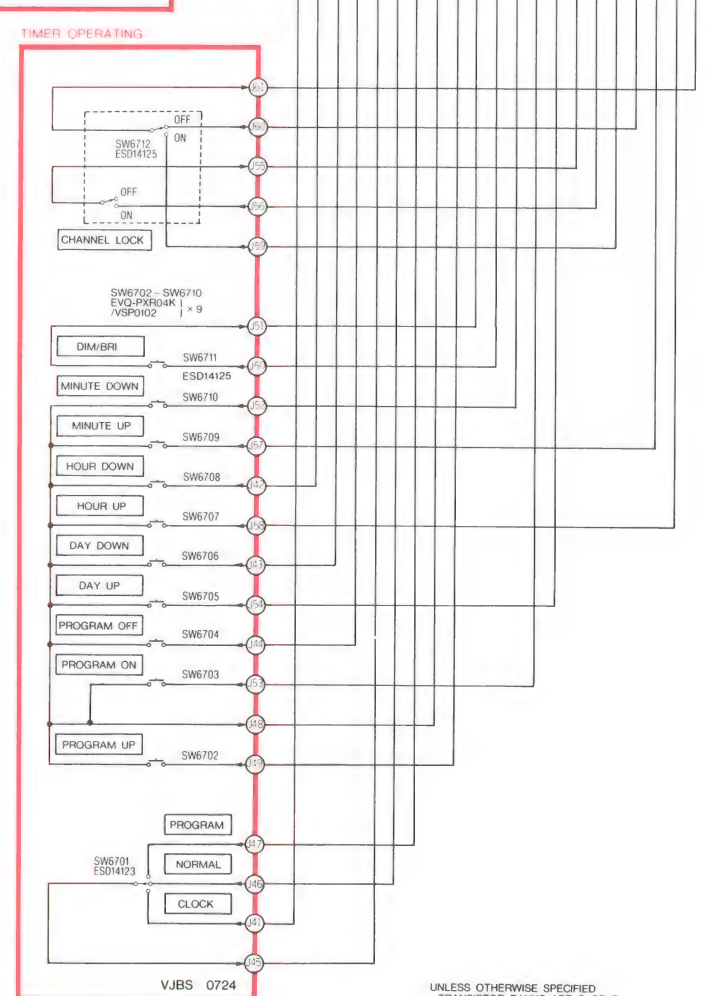 TIMER OPERATING
J61
OFF
J60
ON
SW6712
ESD14125
J55
OFF
J56
ON
CHANNEL LOCK
J59
SW6702 – SW6710
EVQ-PXR04K
/VSP0102
× 9
J51
DIM/BRI
SW6711
J50
ESD14125
MINUTE DOWN
SW6710
J52
MINUTE UP
SW6709
J57
HOUR DOWN
SW6708
J42
HOUR UP
SW6707
J58
DAY DOWN
SW6706
J43
DAY UP
SW6705
J54
PROGRAM OFF
SW6704
J44
PROGRAM ON
SW6703
J53
J48
PROGRAM UP
SW6702
J49
PROGRAM
J47
SW6701
ESD14123
NORMAL
J46
CLOCK
J41
J45
VJBS 0724
UNLESS OTHERWISE SPECIFIED